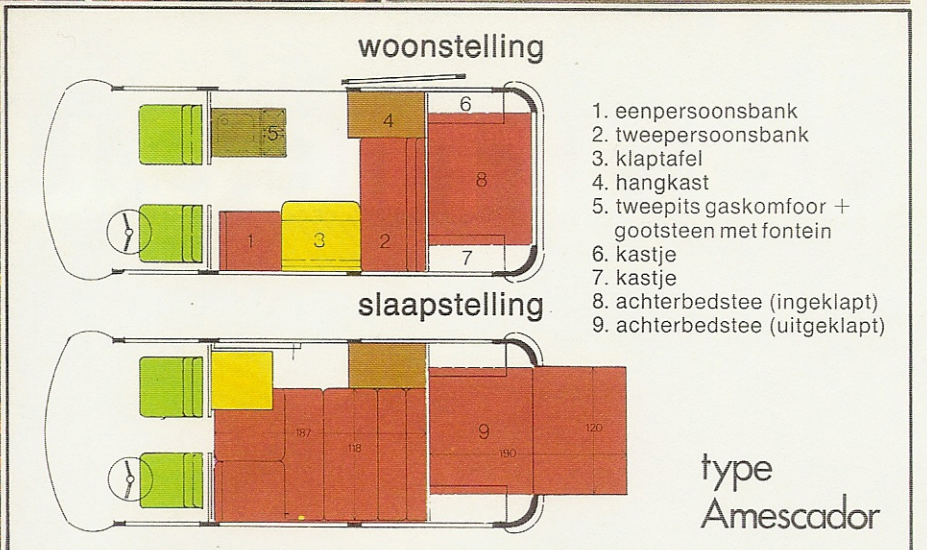 woonstelling
6
5
4
8
1
3
2
7
1. eenpersoonsbank
2. tweepersoonsbank
3. klaptafel
4. hangkast
5. tweepits gaskomfoor +
gootsteen met fontein
6. kastje
7. kastje
8. achterbedstee (ingeklapt)
9. achterbedstee (uitgeklapt)
slaapstelling
187
118
9
190
120
type
Amescador